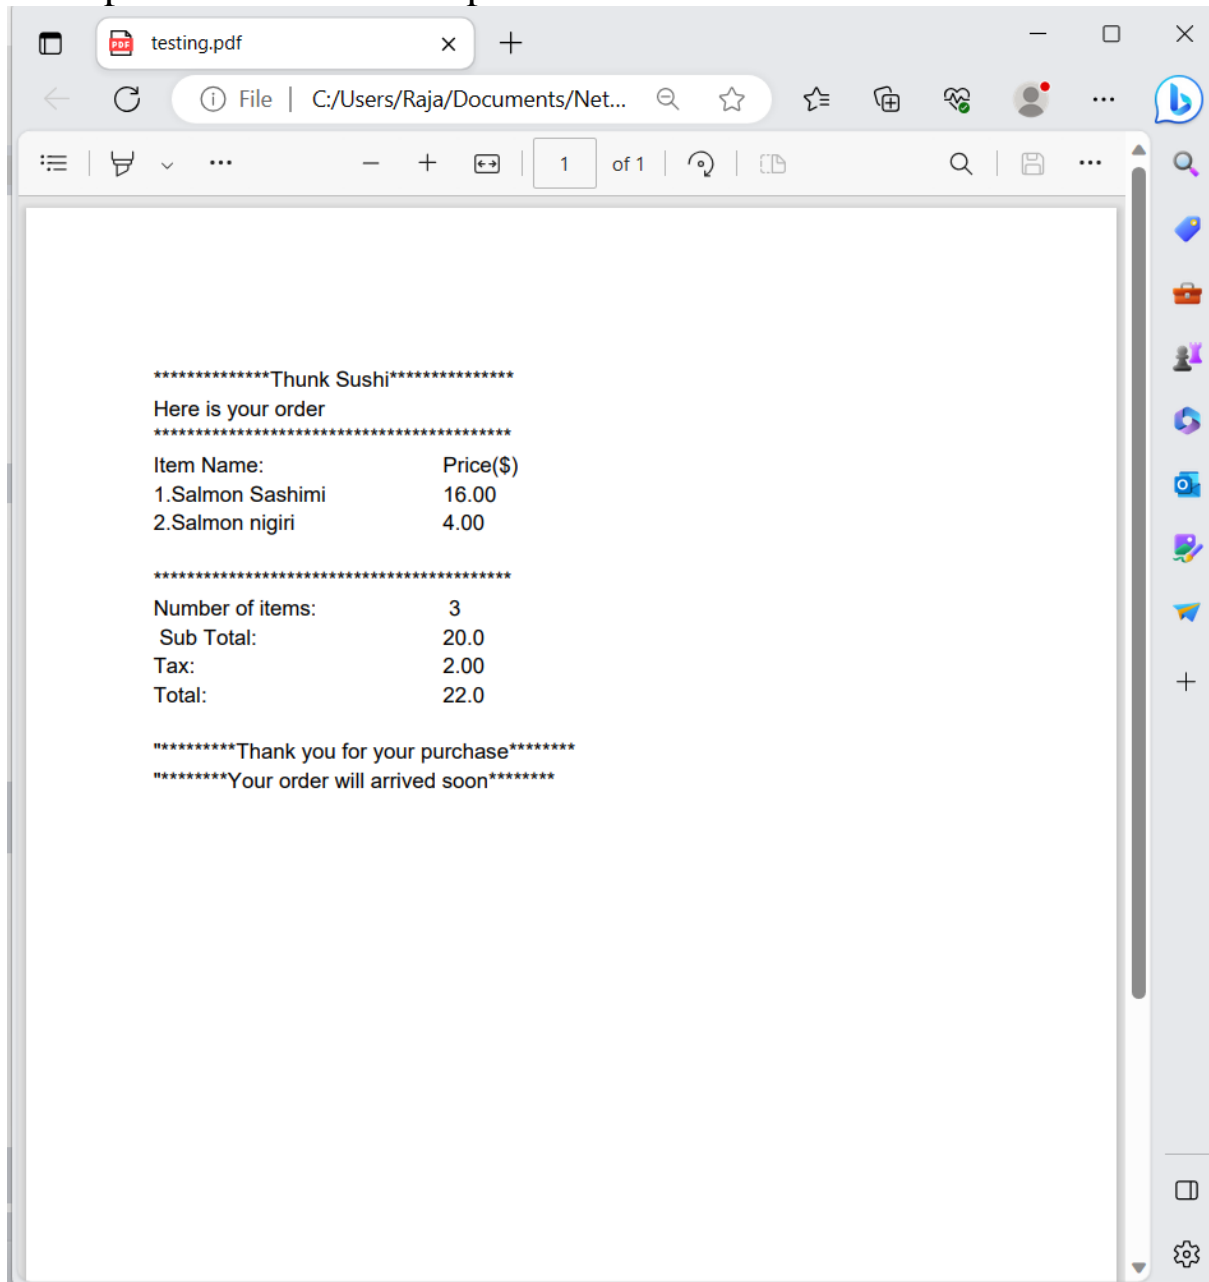 testing.pdf
File | C:/Users/Raja/Documents/Net...
1 of 1
**************Thunk Sushi***************
Here is your order
*******************************************
Item Name: Price($)
1.Salmon Sashimi 16.00
2.Salmon nigiri 4.00
*******************************************
Number of items: 3
Sub Total: 20.0
Tax: 2.00
Total: 22.0
"*********Thank you for your purchase********
"********Your order will arrived soon********